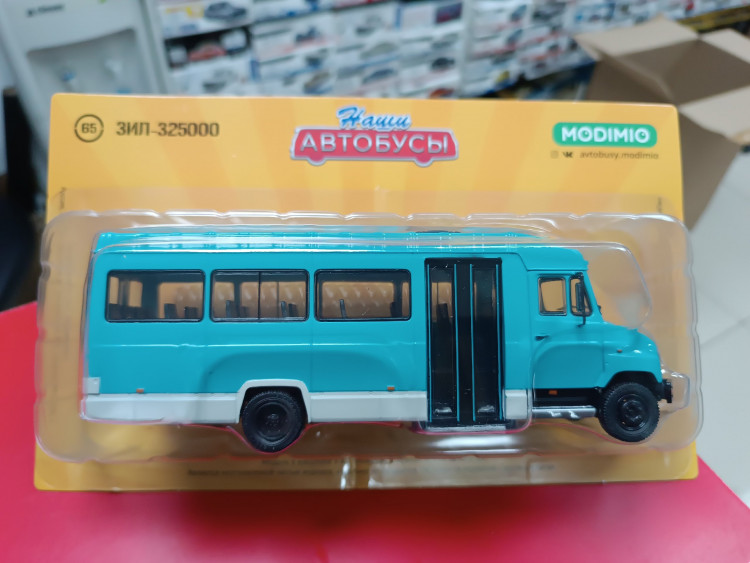 65 ЗИЛ-325000
Наши
АВТОБУСЫ
MODIMIO
avtobusy.modimio